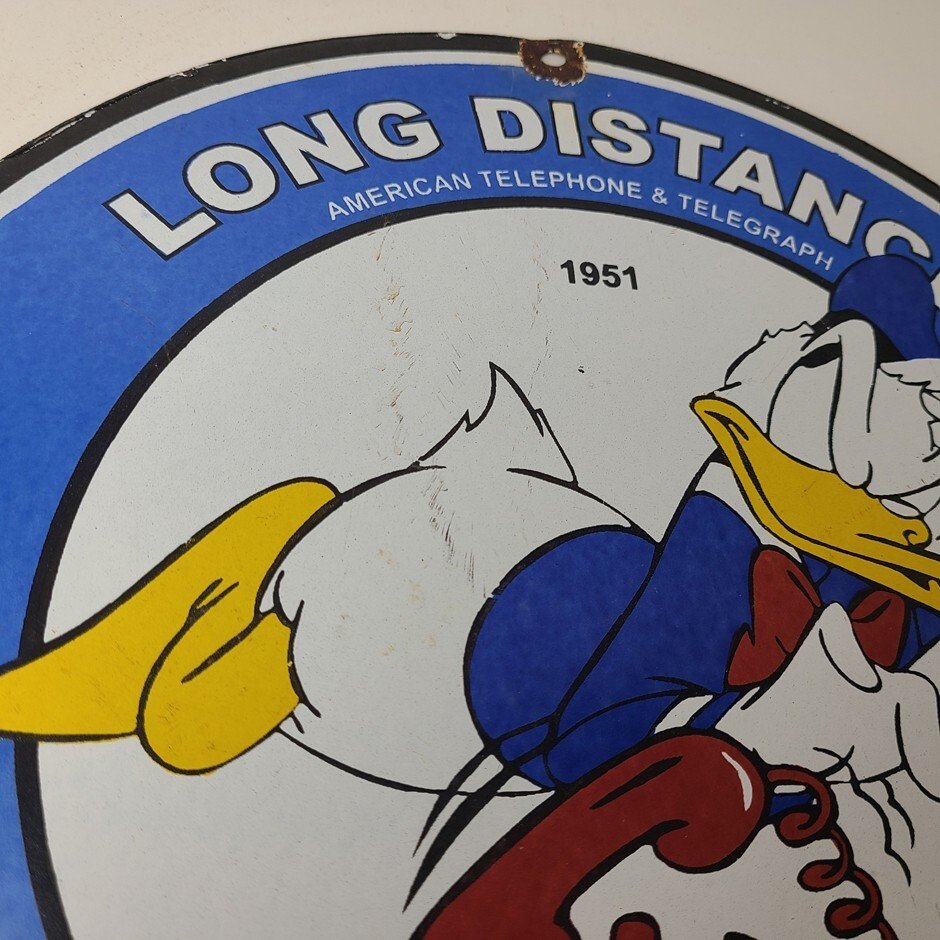 LONG DISTANC
AMERICAN TELEPHONE & TELEGRAPH
1951